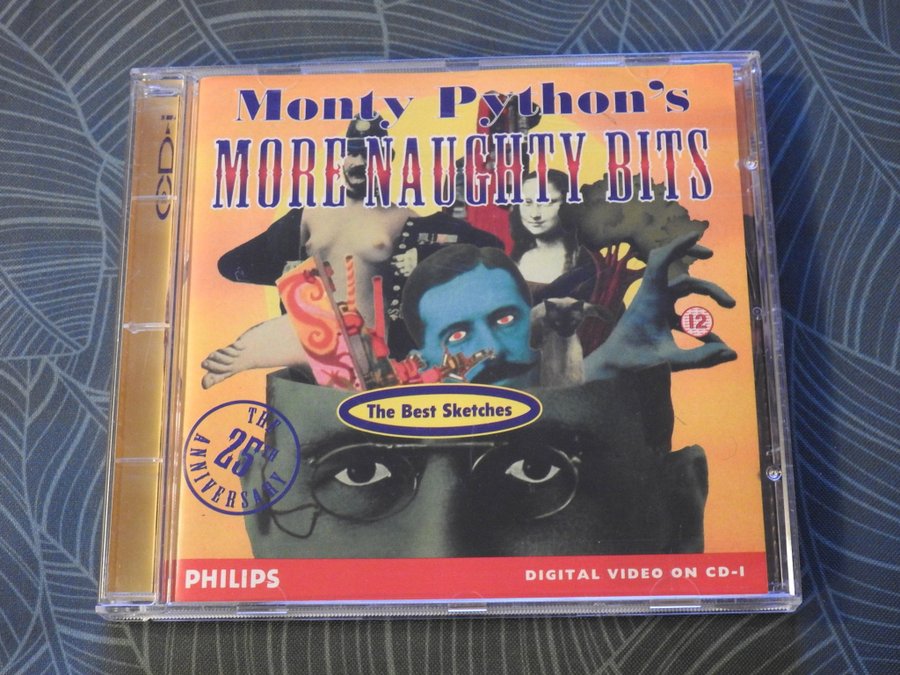 Monty Python's
MORE NAUGHTY BITS
CD-i
12
The Best Sketches
THE
25TH
ANNIVERSARY
PHILIPS
DIGITAL VIDEO ON CD-I